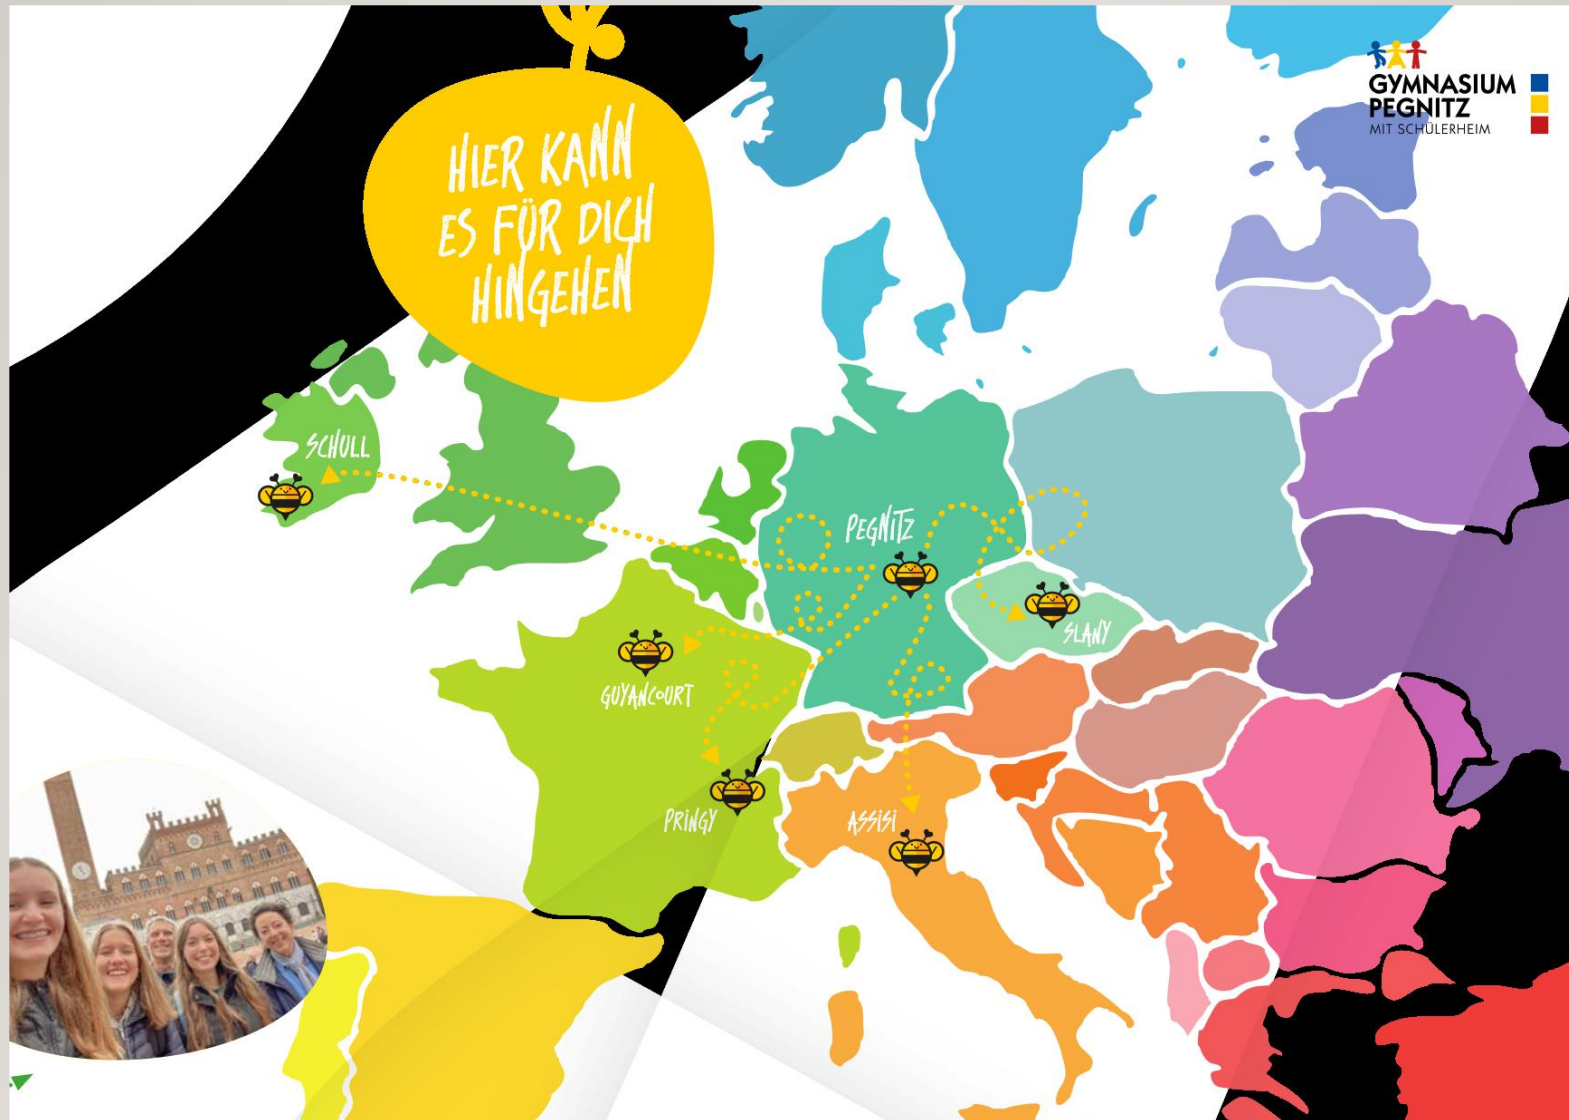 HIER KANN
ES FÜR DICH
HINGEHEN
GYMNASIUM
PEGNITZ
MIT SCHÜLERHEIM
SCHULL
PEGNITZ
SLANY
GUYANCOURT
PRINGY
ASSISI